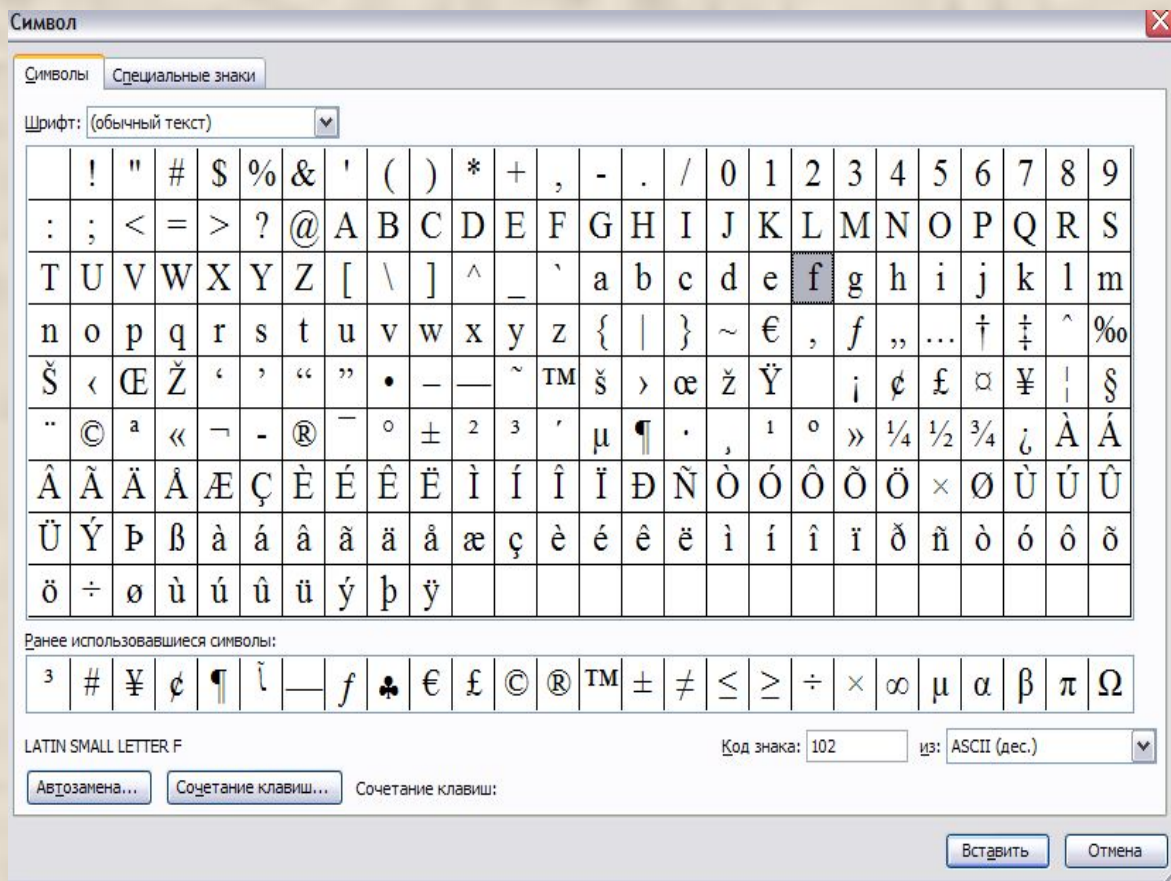 Символ
Символы Специальные знаки
Шрифт: (обычный текст)
! " # $ % & ' ( ) * + , - . / 0 1 2 3 4 5 6 7 8 9
: ; < = > ? @ A B C D E F G H I J K L M N O P Q R S
T U V W X Y Z [ \ ] ^ _ ` a b c d e f g h i j k l m
n o p q r s t u v w x y z { | } ~ € ‚ ƒ „ … † ‡ ˆ ‰
Š ‹ Œ Ž ‘ ’ “ ” • – — ˜ ™ š › œ ž Ÿ ¡ ¢ £ ¤ ¥ ¦ §
¨ © ª « ¬ - ® ¯ ° ± ² ³ ´ µ ¶ · ¸ ¹ º » ¼ ½ ¾ ¿ À Á
 Ã Ä Å Æ Ç È É Ê Ë Ì Í Î Ï Ð Ñ Ò Ó Ô Õ Ö × Ø Ù Ú Û
Ü Ý Þ ß à á â ã ä å æ ç è é ê ë ì í î ï ð ñ ò ó ô õ
ö ÷ ø ù ú û ü ý þ ÿ
Ранее использовавшиеся символы:
³ # ¥ ¢ ¶ — ƒ ♣ € £ © ® ™ ± ≠ ≤ ≥ ÷ × ∞ µ α β π Ω
LATIN SMALL LETTER F Код знака: 102 из: ASCII (дес.)
Автозамена... Сочетание клавиш... Сочетание клавиш:
Вставить Отмена